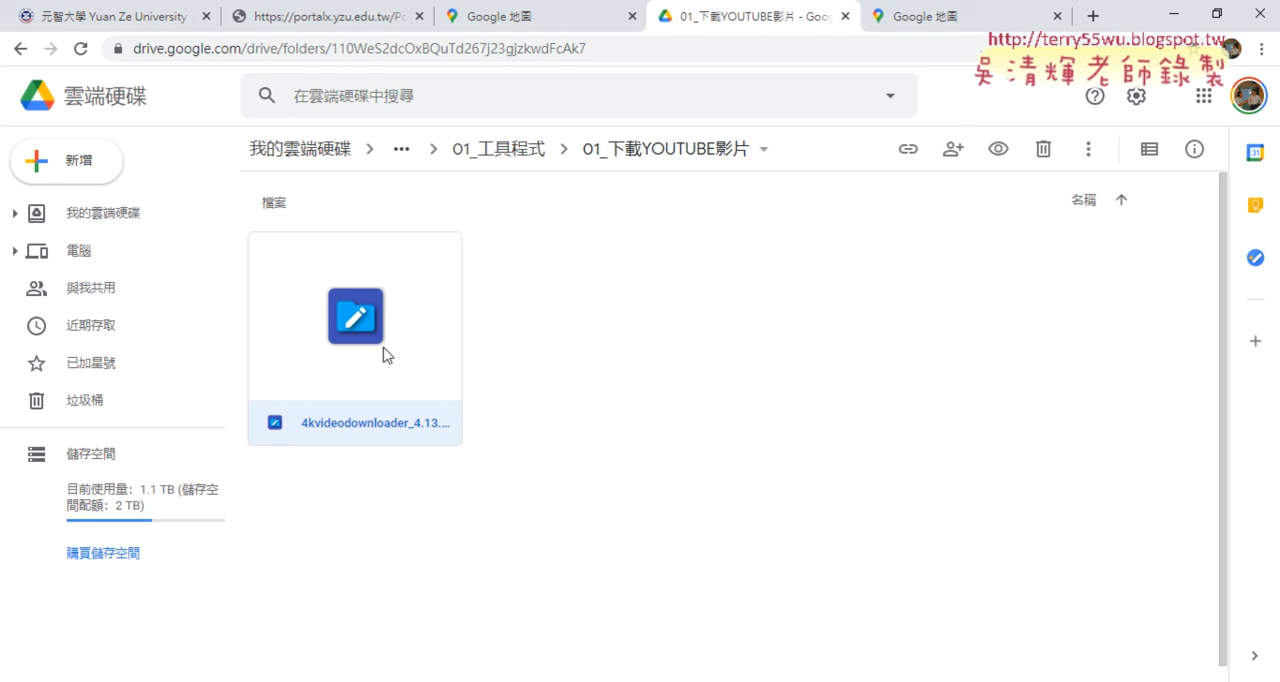 元智大學 Yuan Ze University
https://portalx.yzu.edu.tw/Po
Google 地圖
01_下載YOUTUBE影片 - Goo
Google 地圖
drive.google.com/drive/folders/110WeS2dcOxBQuTd267j23gjzkwdFcAk7
http://terry55wu.blogspot.tw
吳清輝老師錄製
雲端硬碟
在雲端硬碟中搜尋
新增
我的雲端硬碟
01_工具程式
01_下載YOUTUBE影片
檔案
名稱
我的雲端硬碟
電腦
與我共用
近期存取
已加星號
垃圾桶
儲存空間
目前使用量: 1.1 TB (儲存空
間配額: 2 TB)
購買儲存空間
4kvideodownloader_4.13....
31